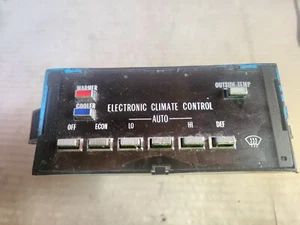 WARMER
OUTSIDE TEMP
COOLER
ELECTRONIC CLIMATE CONTROL
AUTO
OFF ECON LO HI DEF